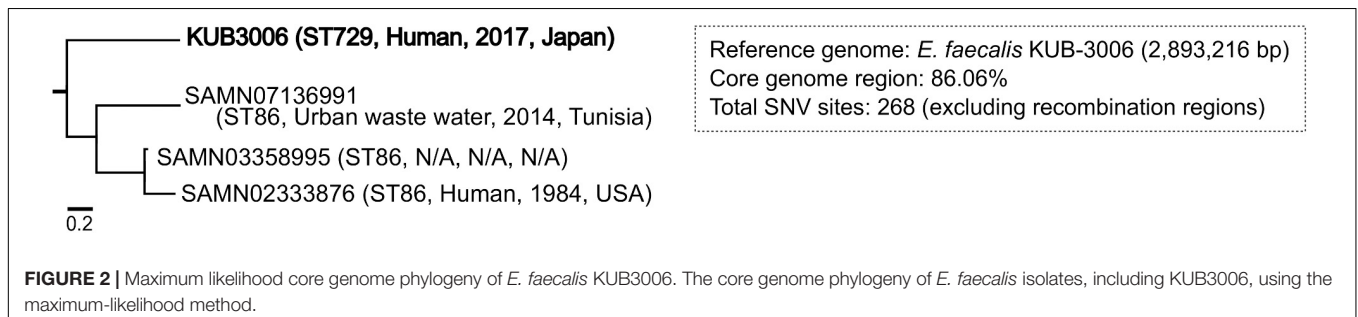 KUB3006 (ST729, Human, 2017, Japan)
SAMN07136991
(ST86, Urban waste water, 2014, Tunisia)
SAMN03358995 (ST86, N/A, N/A, N/A)
SAMN02333876 (ST86, Human, 1984, USA)
0.2
Reference genome: E. faecalis KUB-3006 (2,893,216 bp)
Core genome region: 86.06%
Total SNV sites: 268 (excluding recombination regions)
FIGURE 2 | Maximum likelihood core genome phylogeny of E. faecalis KUB3006. The core genome phylogeny of E. faecalis isolates, including KUB3006, using the
maximum-likelihood method.